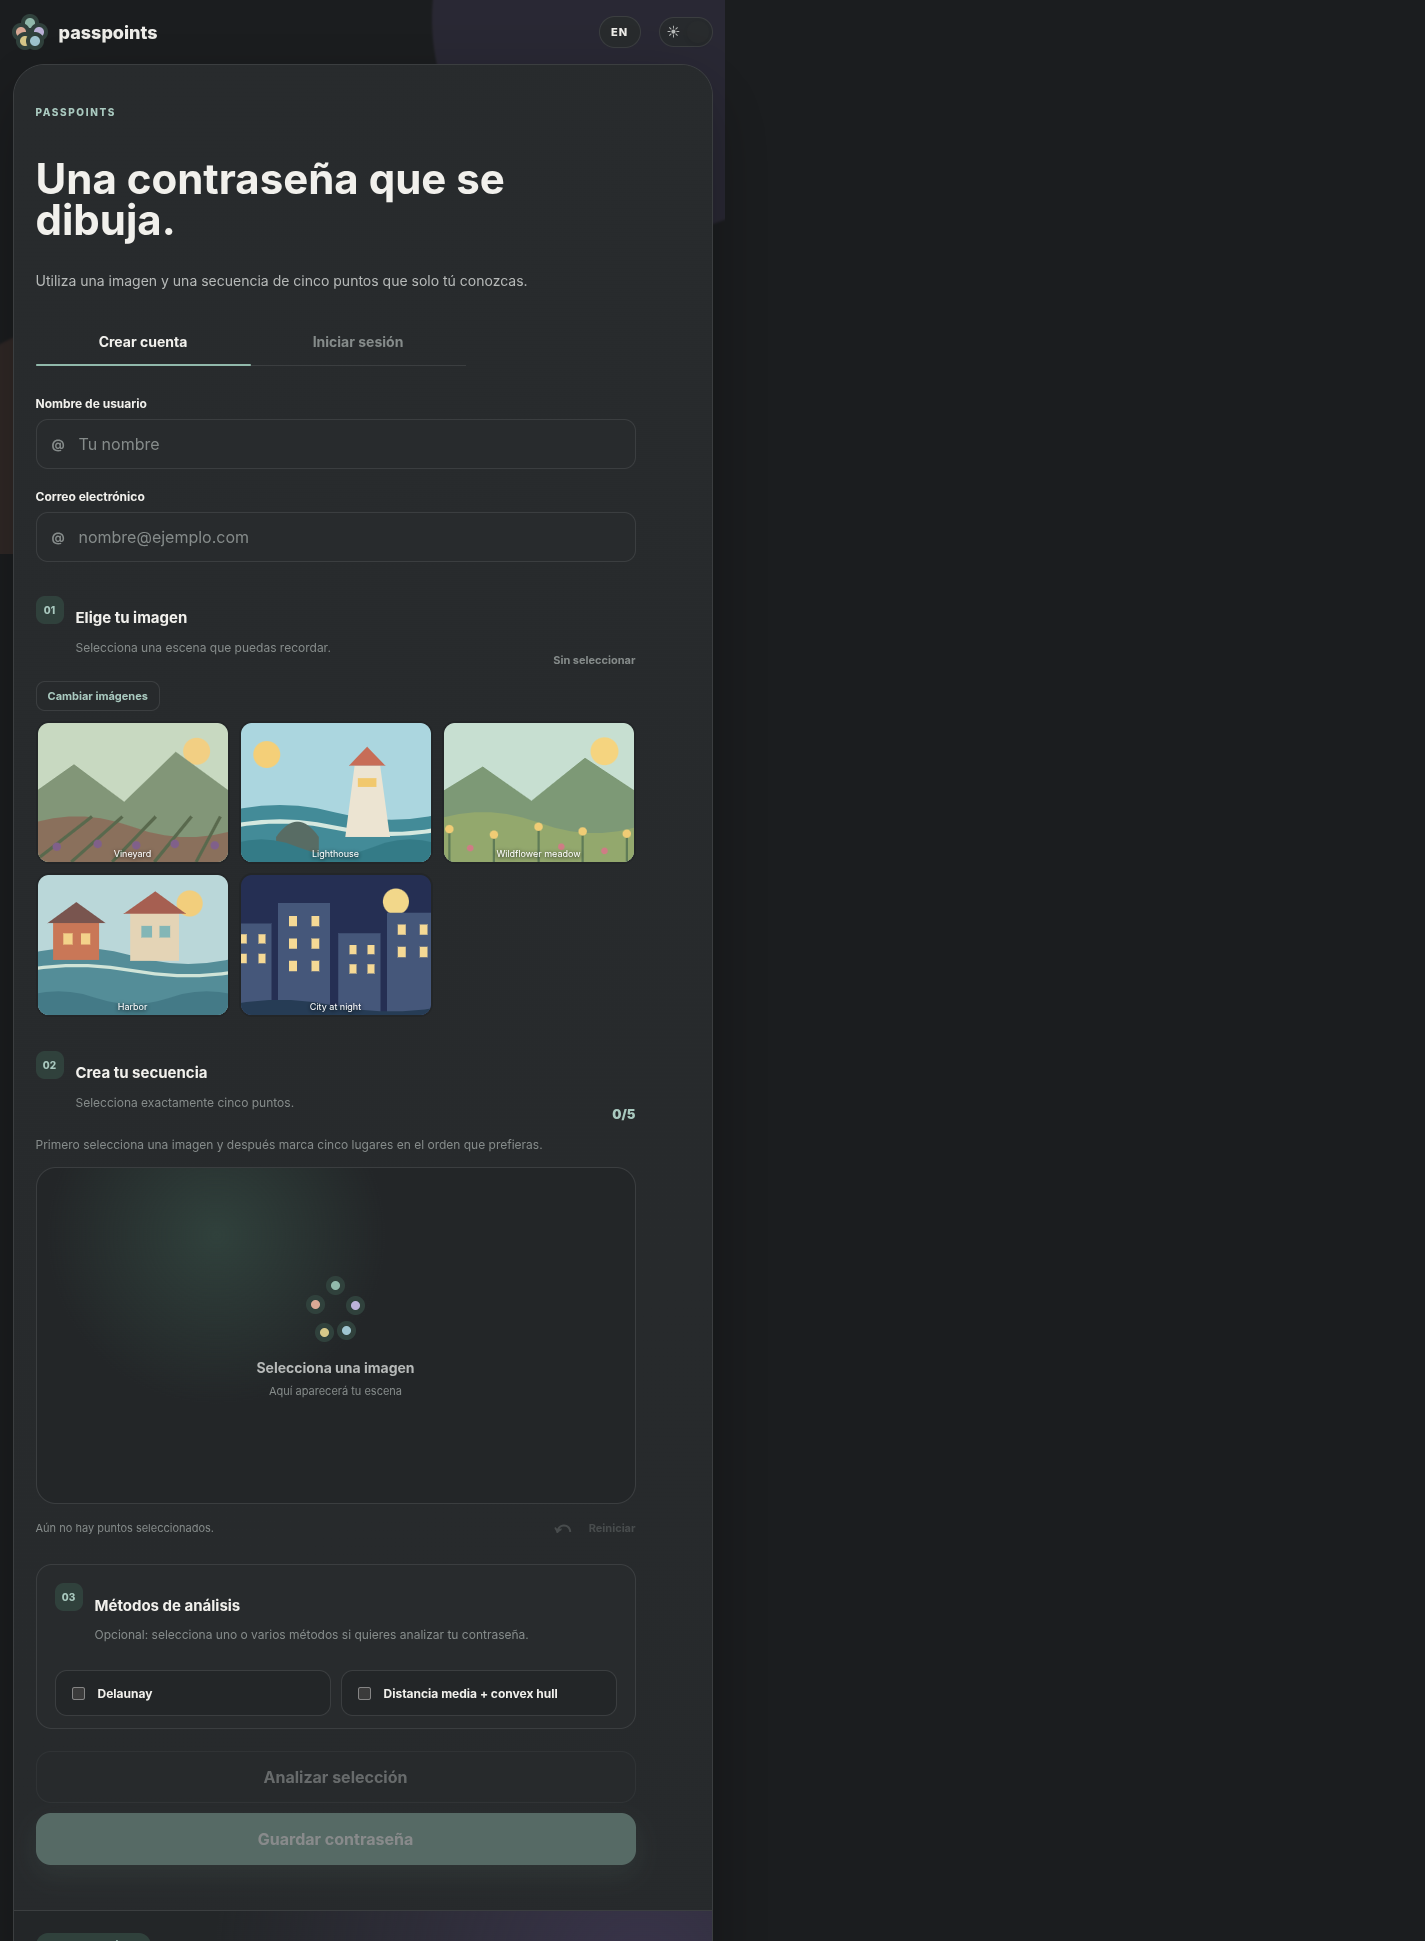 passpoints
EN
PASSPOINTS
Una contraseña que se
dibuja.
Utiliza una imagen y una secuencia de cinco puntos que solo tú conozcas.
Crear cuenta
Iniciar sesión
Nombre de usuario
@ Tu nombre
Correo electrónico
@ nombre@ejemplo.com
01
Elige tu imagen
Selecciona una escena que puedas recordar.
Sin seleccionar
Cambiar imágenes
Vineyard
Lighthouse
Wildflower meadow
Harbor
City at night
02
Crea tu secuencia
Selecciona exactamente cinco puntos.
0/5
Primero selecciona una imagen y después marca cinco lugares en el orden que prefieras.
Selecciona una imagen
Aquí aparecerá tu escena
Aún no hay puntos seleccionados.
Reiniciar
03
Métodos de análisis
Opcional: selecciona uno o varios métodos si quieres analizar tu contraseña.
Delaunay
Distancia media + convex hull
Analizar selección
Guardar contraseña